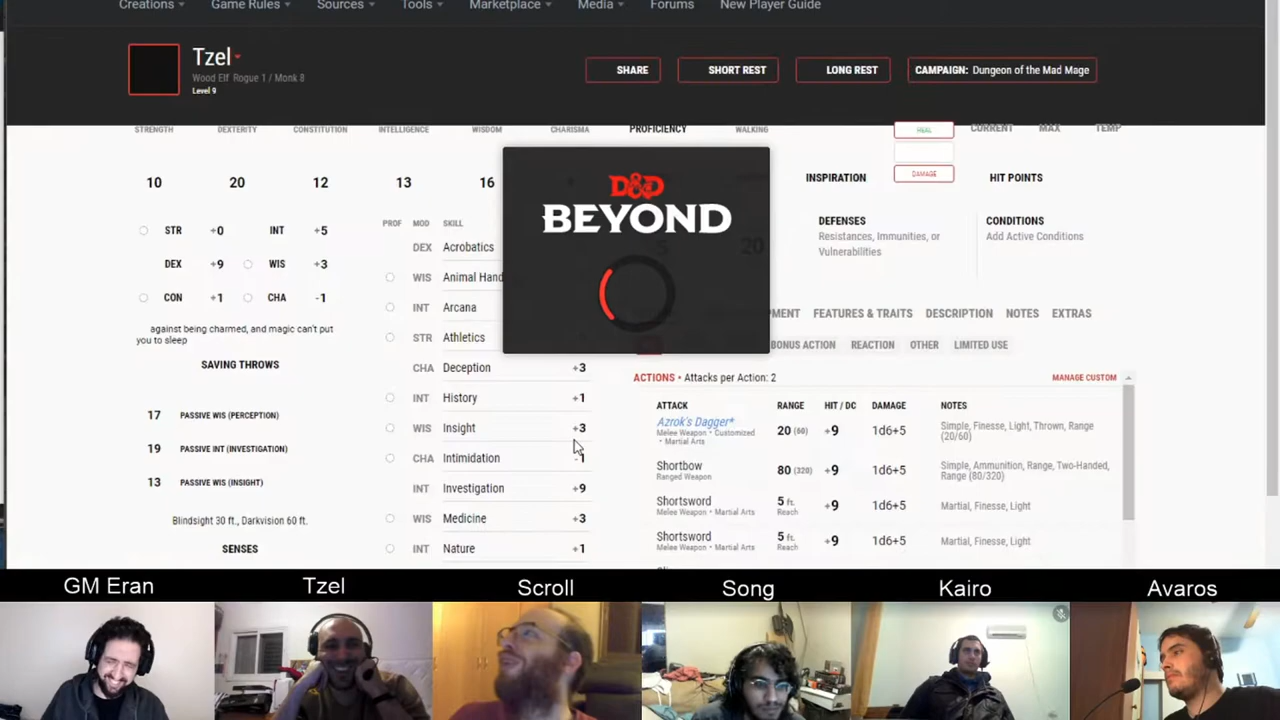 Creations Game Rules Sources Tools Marketplace Media Forums New Player Guide
Tzel
Wood Elf Rogue 1 / Monk 8
Level 9
SHARE SHORT REST LONG REST CAMPAIGN: Dungeon of the Mad Mage
STRENGTH DEXTERITY CONSTITUTION INTELLIGENCE WISDOM CHARISMA PROFICIENCY WALKING
HEAL CURRENT MAX TEMP
10 20 12 13 16
INSPIRATION HIT POINTS
DAMAGE
STR +0 INT +5
DEX +9 WIS +3
CON +1 CHA -1
against being charmed, and magic can't put
you to sleep
SAVING THROWS
17 PASSIVE WIS (PERCEPTION)
19 PASSIVE INT (INVESTIGATION)
13 PASSIVE WIS (INSIGHT)
Blindsight 30 ft., Darkvision 60 ft.
SENSES
PROF MOD SKILL
DEX Acrobatics
WIS Animal Hand
INT Arcana
STR Athletics
CHA Deception +3
INT History +1
WIS Insight +3
CHA Intimidation -1
INT Investigation +9
WIS Medicine +3
INT Nature +1
D&D
BEYOND
5 20
DEFENSES
Resistances, Immunities, or
Vulnerabilities
CONDITIONS
Add Active Conditions
PMENT FEATURES & TRAITS DESCRIPTION NOTES EXTRAS
BONUS ACTION REACTION OTHER LIMITED USE
ACTIONS • Attacks per Action: 2 MANAGE CUSTOM
ATTACK RANGE HIT / DC DAMAGE NOTES
Azrok's Dagger*
Melee Weapon • Customized
• Martial Arts
20 (60) +9 1d6+5
Simple, Finesse, Light, Thrown, Range
(20/60)
Shortbow
Ranged Weapon
80 (320) +9 1d6+5
Simple, Ammunition, Range, Two-Handed,
Range (80/320)
Shortsword
Melee Weapon • Martial Arts
5 ft.
Reach
+9 1d6+5 Martial, Finesse, Light
Shortsword
Melee Weapon • Martial Arts
5 ft.
Reach
+9 1d6+5 Martial, Finesse, Light
GM Eran Tzel Scroll Song Kairo Avaros